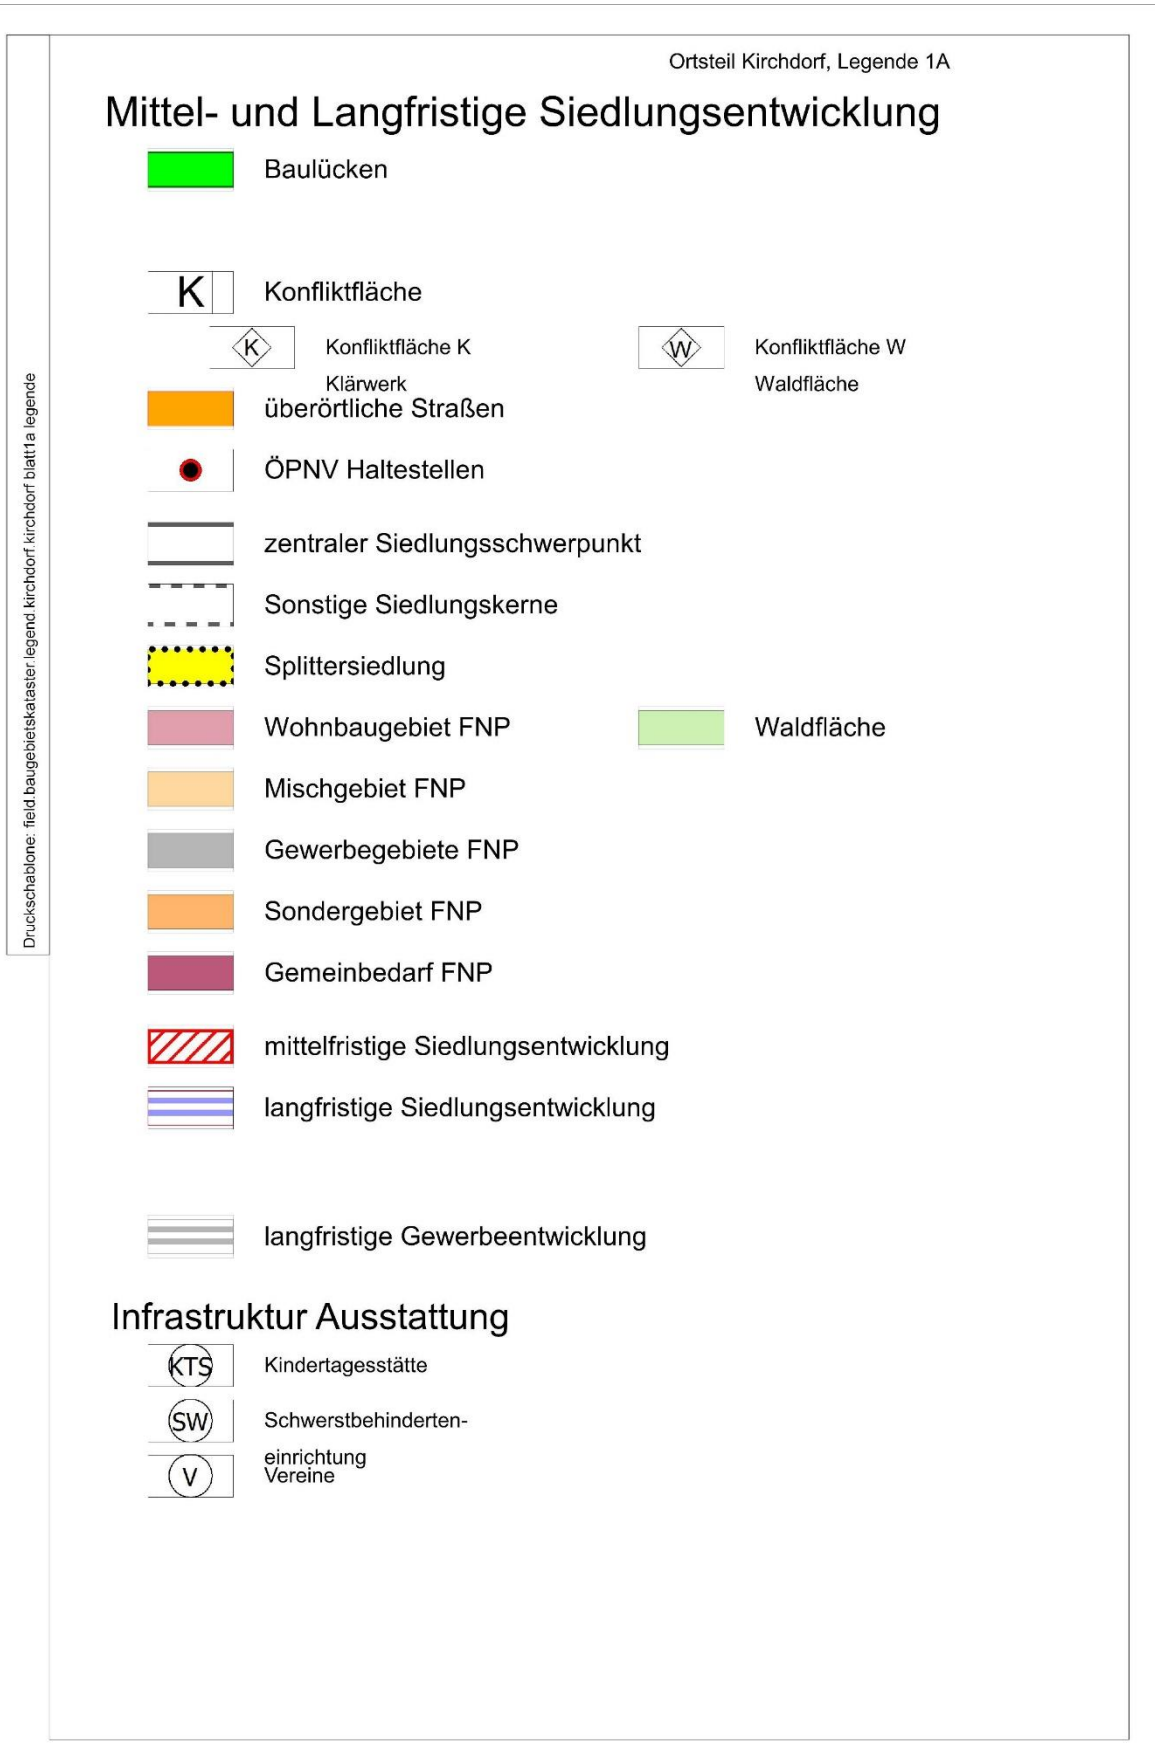 Ortsteil Kirchdorf, Legende 1A
Mittel- und Langfristige Siedlungsentwicklung
Baulücken
K Konfliktfläche
K Konfliktfläche K
Klärwerk
W Konfliktfläche W
Waldfläche
überörtliche Straßen
ÖPNV Haltestellen
zentraler Siedlungsschwerpunkt
Sonstige Siedlungskerne
Splittersiedlung
Wohnbaugebiet FNP
Waldfläche
Mischgebiet FNP
Gewerbegebiete FNP
Sondergebiet FNP
Gemeinbedarf FNP
mittelfristige Siedlungsentwicklung
langfristige Siedlungsentwicklung
langfristige Gewerbeentwicklung
Infrastruktur Ausstattung
KTS Kindertagesstätte
SW Schwerstbehinderten-
einrichtung
V Vereine
Druckschablone: field.baugebietskataster.legend.kirchdorf.kirchdorf blatt1a legende